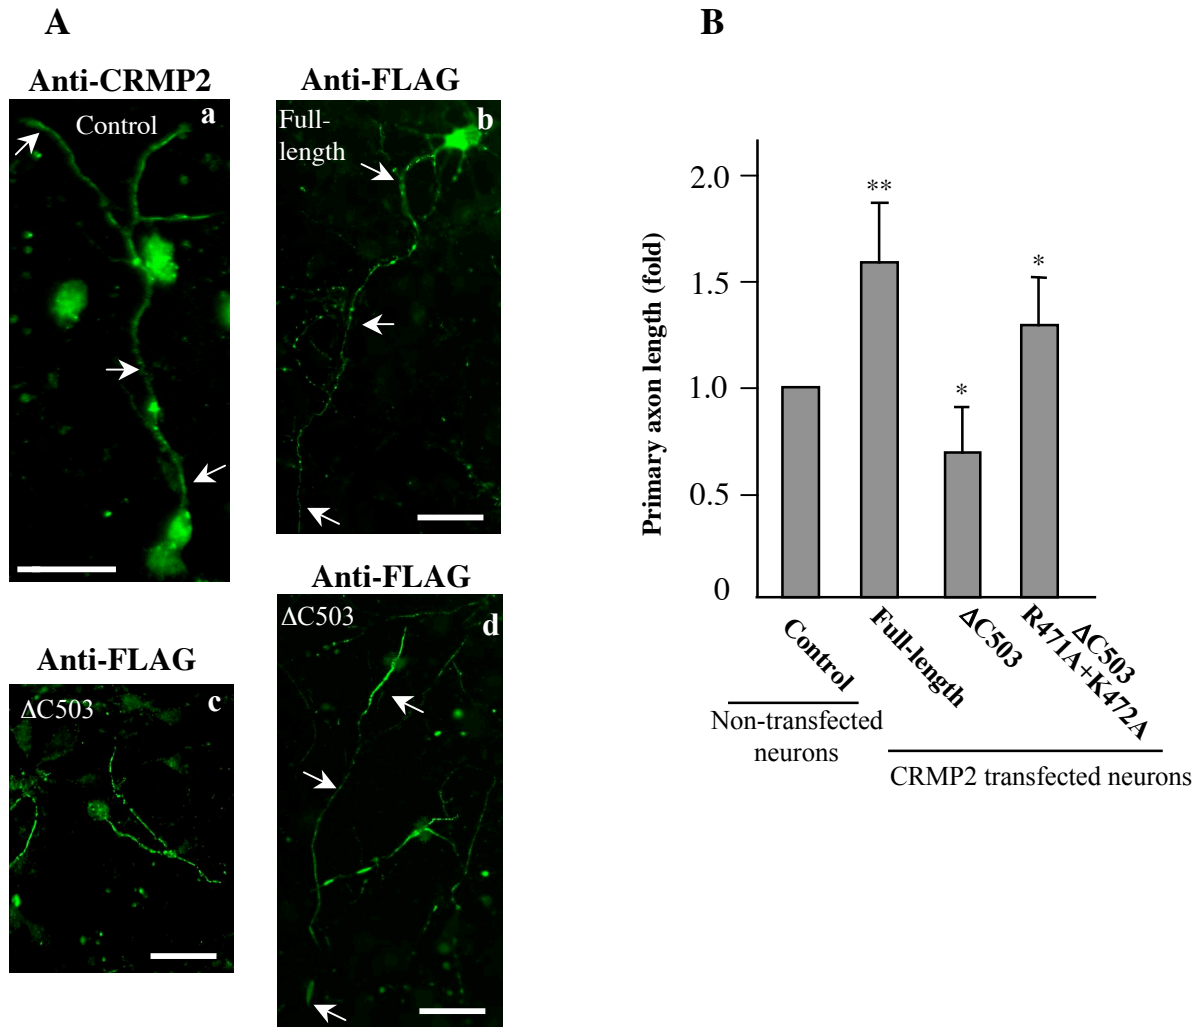 A
Anti-CRMP2
a
Control
Anti-FLAG
b
Full-
length
Anti-FLAG
c
ΔC503
Anti-FLAG
d
ΔC503
B
Primary axon length (fold)
2.0
1.5
1.0
0.5
0
**
*
*
Control
Full-length
ΔC503
ΔC503
R471A+K472A
Non-transfected
neurons
CRMP2 transfected neurons